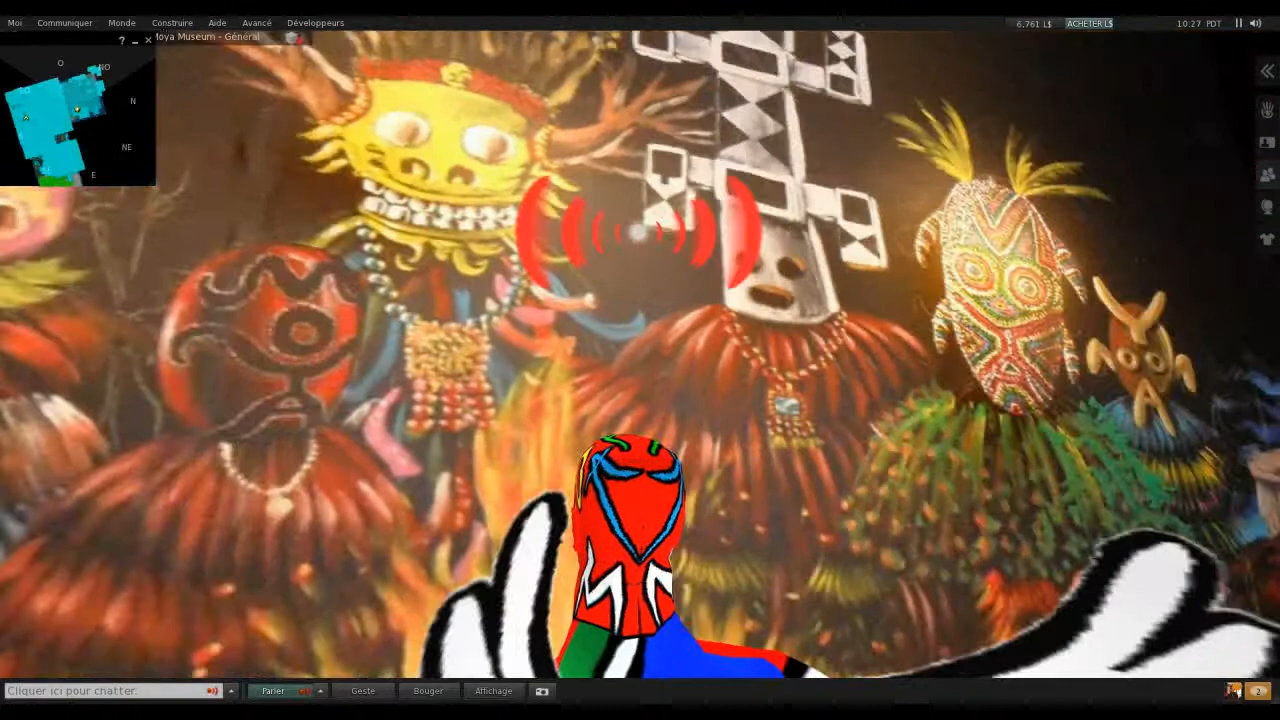 Moi Communiquer Monde Construire Aide Avancé Développeurs 6,761 L$ ACHETER L$ 10:27 PDT
? Moya Museum - Général
O
NO
N
NE
E
Cliquer ici pour chatter. Parler Geste Bouger Affichage 2